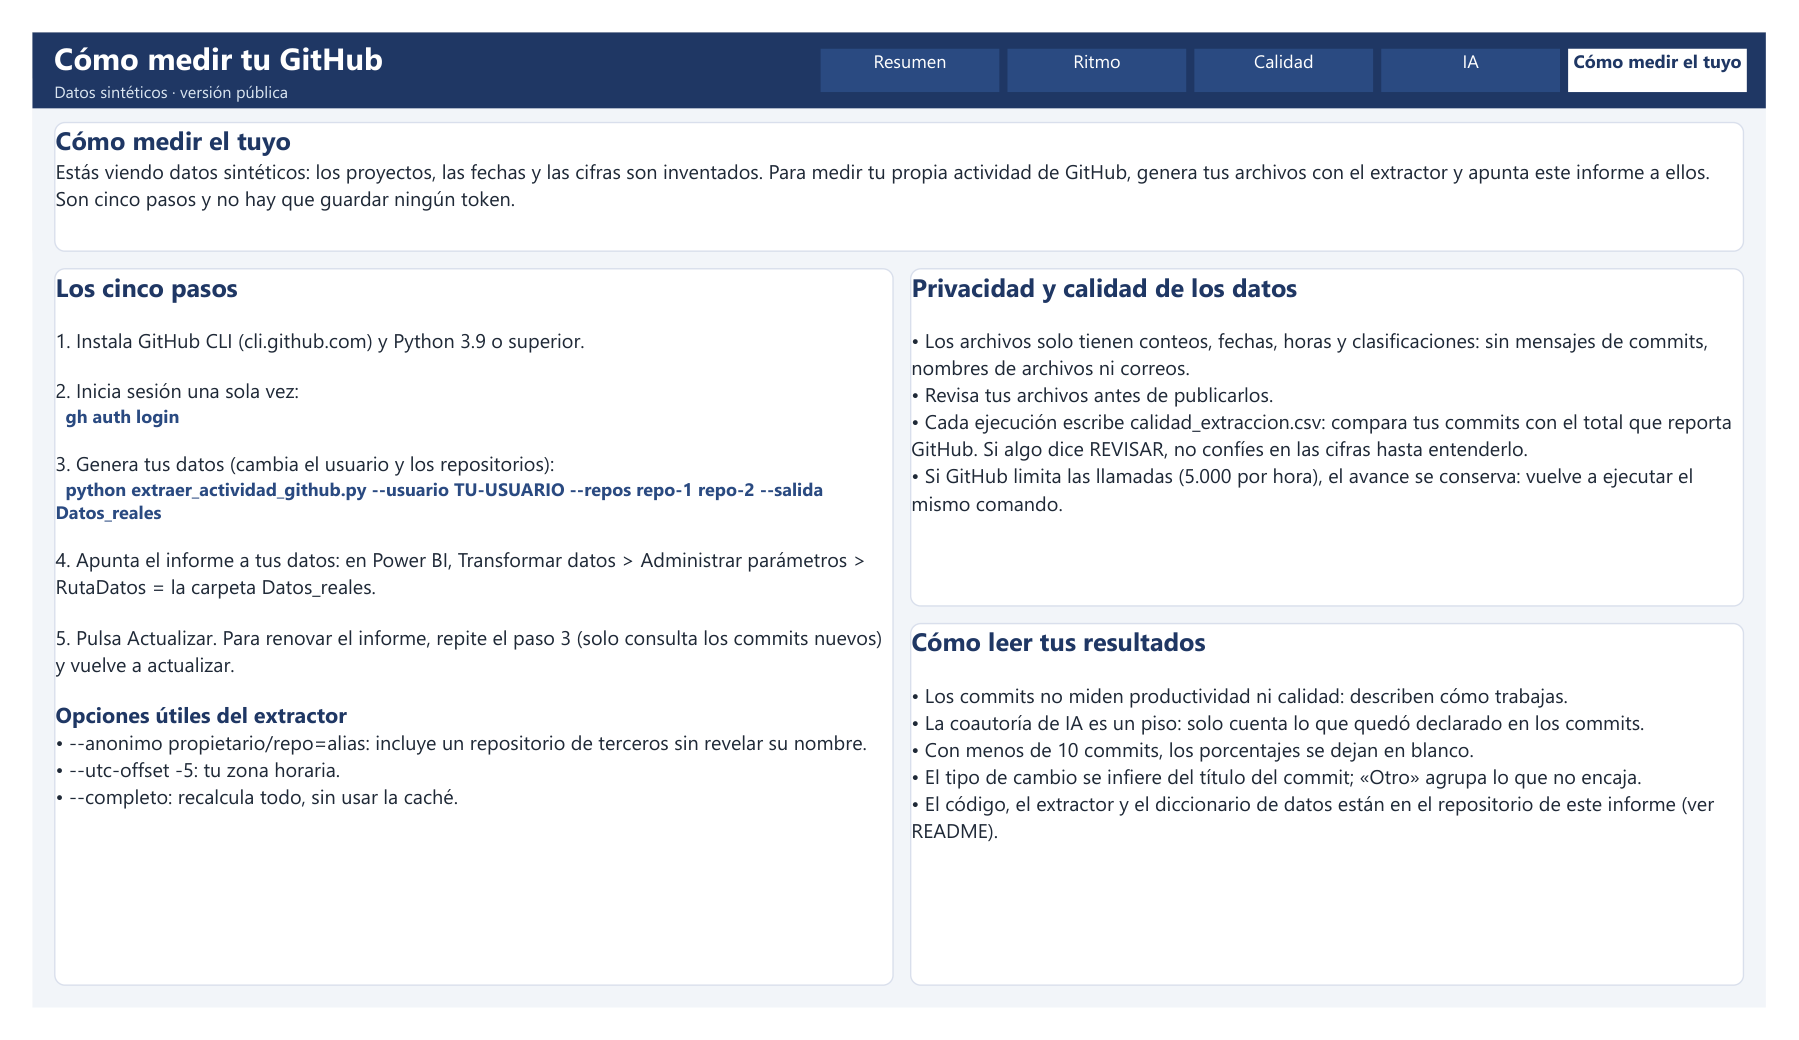 Cómo medir tu GitHub
Datos sintéticos · versión pública
Resumen
Ritmo
Calidad
IA
Cómo medir el tuyo
Cómo medir el tuyo
Estás viendo datos sintéticos: los proyectos, las fechas y las cifras son inventados. Para medir tu propia actividad de GitHub, genera tus archivos con el extractor y apunta este informe a ellos.
Son cinco pasos y no hay que guardar ningún token.
Los cinco pasos
1. Instala GitHub CLI (cli.github.com) y Python 3.9 o superior.
2. Inicia sesión una sola vez:
gh auth login
3. Genera tus datos (cambia el usuario y los repositorios):
python extraer_actividad_github.py --usuario TU-USUARIO --repos repo-1 repo-2 --salida
Datos_reales
4. Apunta el informe a tus datos: en Power BI, Transformar datos > Administrar parámetros >
RutaDatos = la carpeta Datos_reales.
5. Pulsa Actualizar. Para renovar el informe, repite el paso 3 (solo consulta los commits nuevos)
y vuelve a actualizar.
Opciones útiles del extractor
• --anonimo propietario/repo=alias: incluye un repositorio de terceros sin revelar su nombre.
• --utc-offset -5: tu zona horaria.
• --completo: recalcula todo, sin usar la caché.
Privacidad y calidad de los datos
• Los archivos solo tienen conteos, fechas, horas y clasificaciones: sin mensajes de commits,
nombres de archivos ni correos.
• Revisa tus archivos antes de publicarlos.
• Cada ejecución escribe calidad_extraccion.csv: compara tus commits con el total que reporta
GitHub. Si algo dice REVISAR, no confíes en las cifras hasta entenderlo.
• Si GitHub limita las llamadas (5.000 por hora), el avance se conserva: vuelve a ejecutar el
mismo comando.
Cómo leer tus resultados
• Los commits no miden productividad ni calidad: describen cómo trabajas.
• La coautoría de IA es un piso: solo cuenta lo que quedó declarado en los commits.
• Con menos de 10 commits, los porcentajes se dejan en blanco.
• El tipo de cambio se infiere del título del commit; «Otro» agrupa lo que no encaja.
• El código, el extractor y el diccionario de datos están en el repositorio de este informe (ver
README).